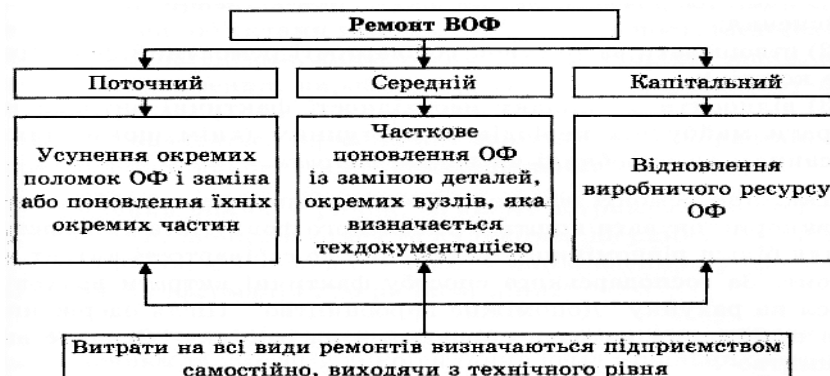 Ремонт ВОФ
Поточний
Середній
Капітальний
Усунення окремих
поломок ОФ і заміна
або поновлення їхніх
окремих частин
Часткове
поновлення ОФ
із заміною деталей,
окремих вузлів, яка
визначається
техдокументацією
Відновлення
виробничого ресурсу
ОФ
Витрати на всі види ремонтів визначаються підприємством
самостійно, виходячи з технічного рівня